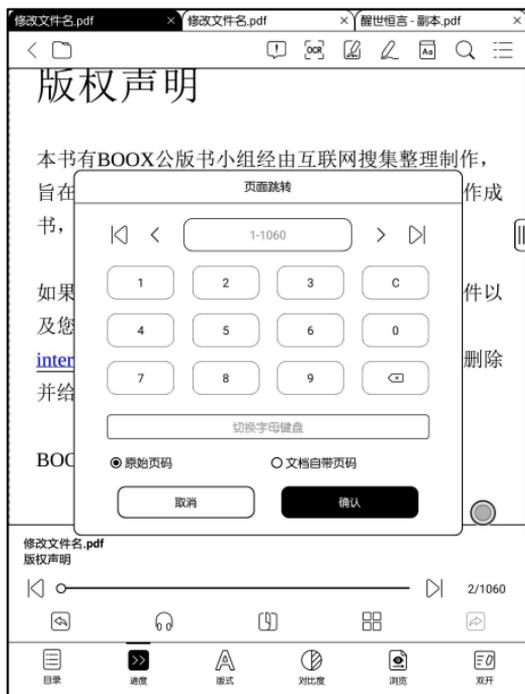 修改文件名.pdf × 修改文件名.pdf × 醒世恒言 - 副本.pdf ×
OCR Aa
版权声明
本书有BOOX公版书小组经由互联网搜集整理制作，
旨在 作成
书，
页面跳转
1-1060
1 2 3 C
如果 件以
4 5 6 0
及您
inter 删除
7 8 9
并给
切换字母键盘
BOO
原始页码 文档自带页码
取消 确认
修改文件名.pdf
版权声明
2/1060
目录 进度 版式 对比度 浏览 双开